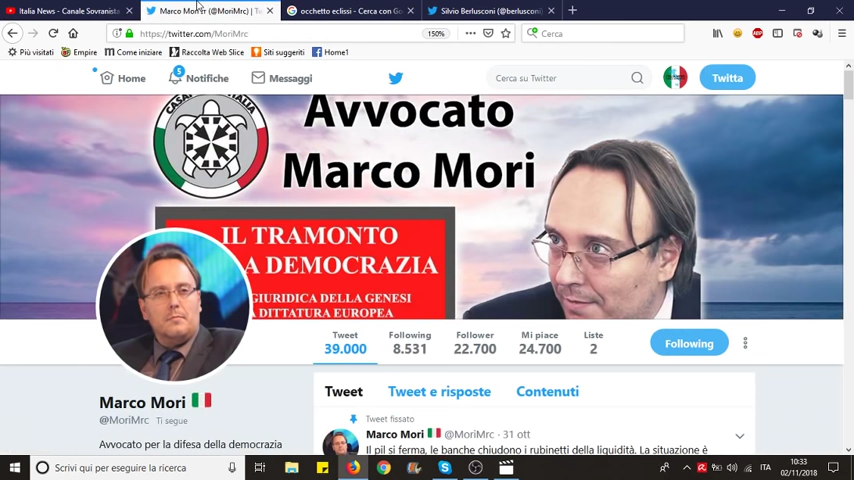 Italia News - Canale Sovranista
Marco Mori (@MoriMrc) | Tw
occhetto eclissi - Cerca con Go
Silvio Berlusconi (@berlusconi
https://twitter.com/MoriMrc
150%
Cerca
Più visitati
Empire
Raccolta Web Slice
Siti suggeriti
Home1
Home
5
Notifiche
Messaggi
Cerca su Twitter
Twitta
Avvocato
Marco Mori
IL TRAMONTO
A DEMOCRAZIA
GIURIDICA DELLA GENESI
A DITTATURA EUROPEA
Tweet
39.000
Following
8.531
Follower
22.700
Mi piace
24.700
Liste
2
Following
Marco Mori
@MoriMrc Ti segue
Avvocato per la difesa della democrazia
Tweet
Tweet e risposte
Contenuti
Tweet fissato
Marco Mori @MoriMrc · 31 ott
Il pil si ferma, le banche chiudono i rubinetti della liquidità. La situazione è
Scrivi qui per eseguire la ricerca
ITA
10:33
02/11/2018